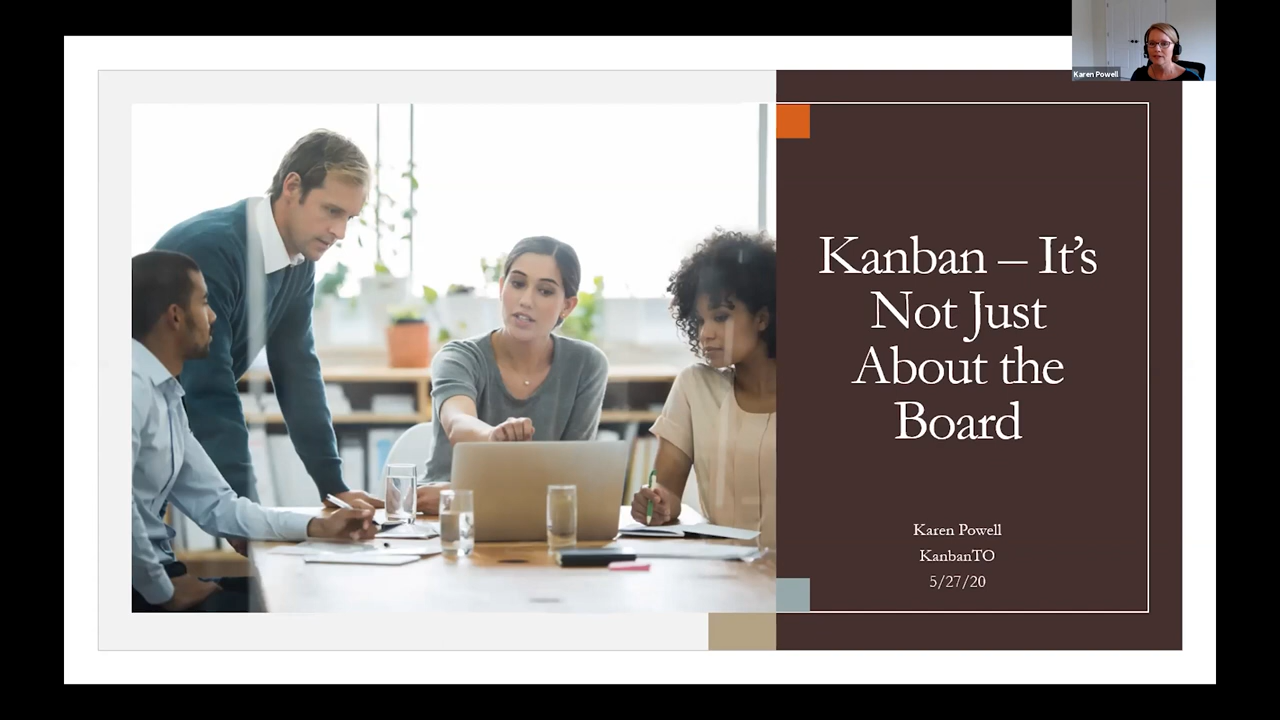 Karen Powell
Kanban – It’s
Not Just
About the
Board
Karen Powell
KanbanTO
5/27/20